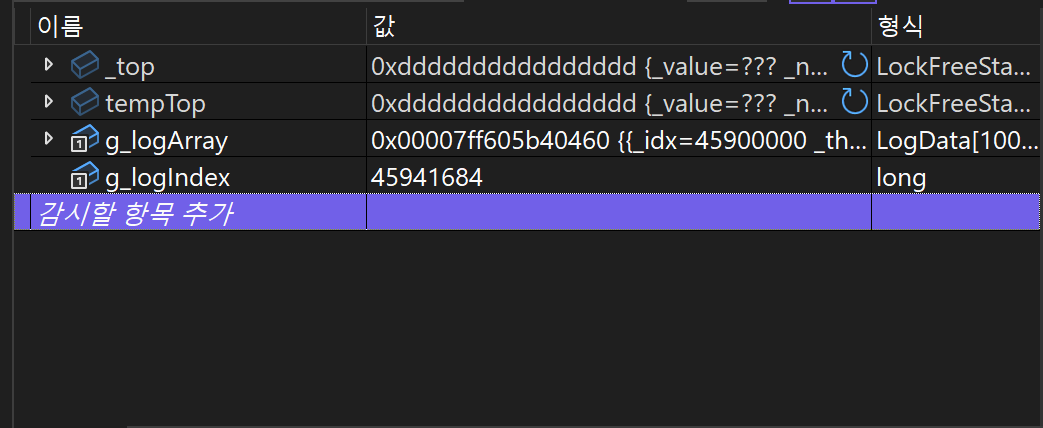 이름 값 형식
_top 0xdddddddddddddddd {_value=??? _n... LockFreeSta...
tempTop 0xdddddddddddddddd {_value=??? _n... LockFreeSta...
g_logArray 0x00007ff605b40460 {{_idx=45900000 _th... LogData[100...
g_logIndex 45941684 long
감시할 항목 추가